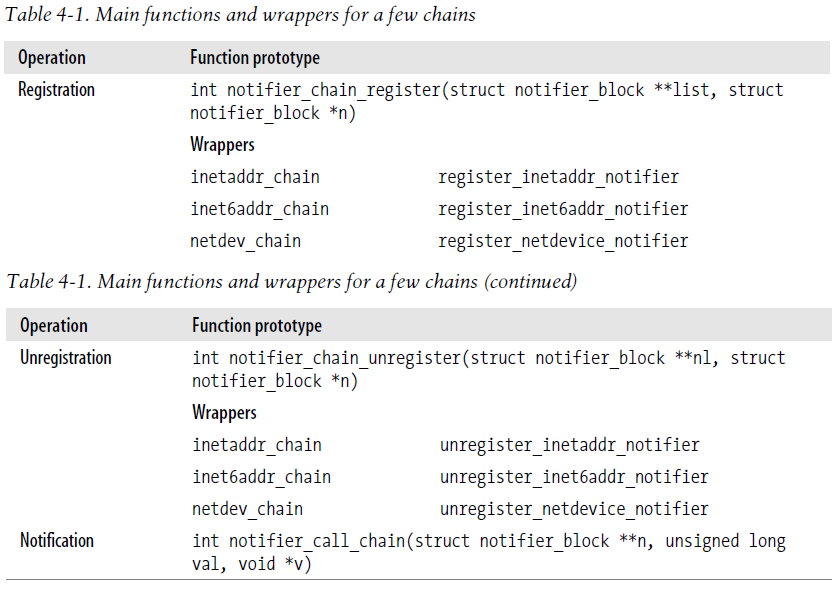 Table 4-1. Main functions and wrappers for a few chains
Operation Function prototype
Registration int notifier_chain_register(struct notifier_block **list, struct
notifier_block *n)
Wrappers
inetaddr_chain register_inetaddr_notifier
inet6addr_chain register_inet6addr_notifier
netdev_chain register_netdevice_notifier
Table 4-1. Main functions and wrappers for a few chains (continued)
Operation Function prototype
Unregistration int notifier_chain_unregister(struct notifier_block **nl, struct
notifier_block *n)
Wrappers
inetaddr_chain unregister_inetaddr_notifier
inet6addr_chain unregister_inet6addr_notifier
netdev_chain unregister_netdevice_notifier
Notification int notifier_call_chain(struct notifier_block **n, unsigned long
val, void *v)